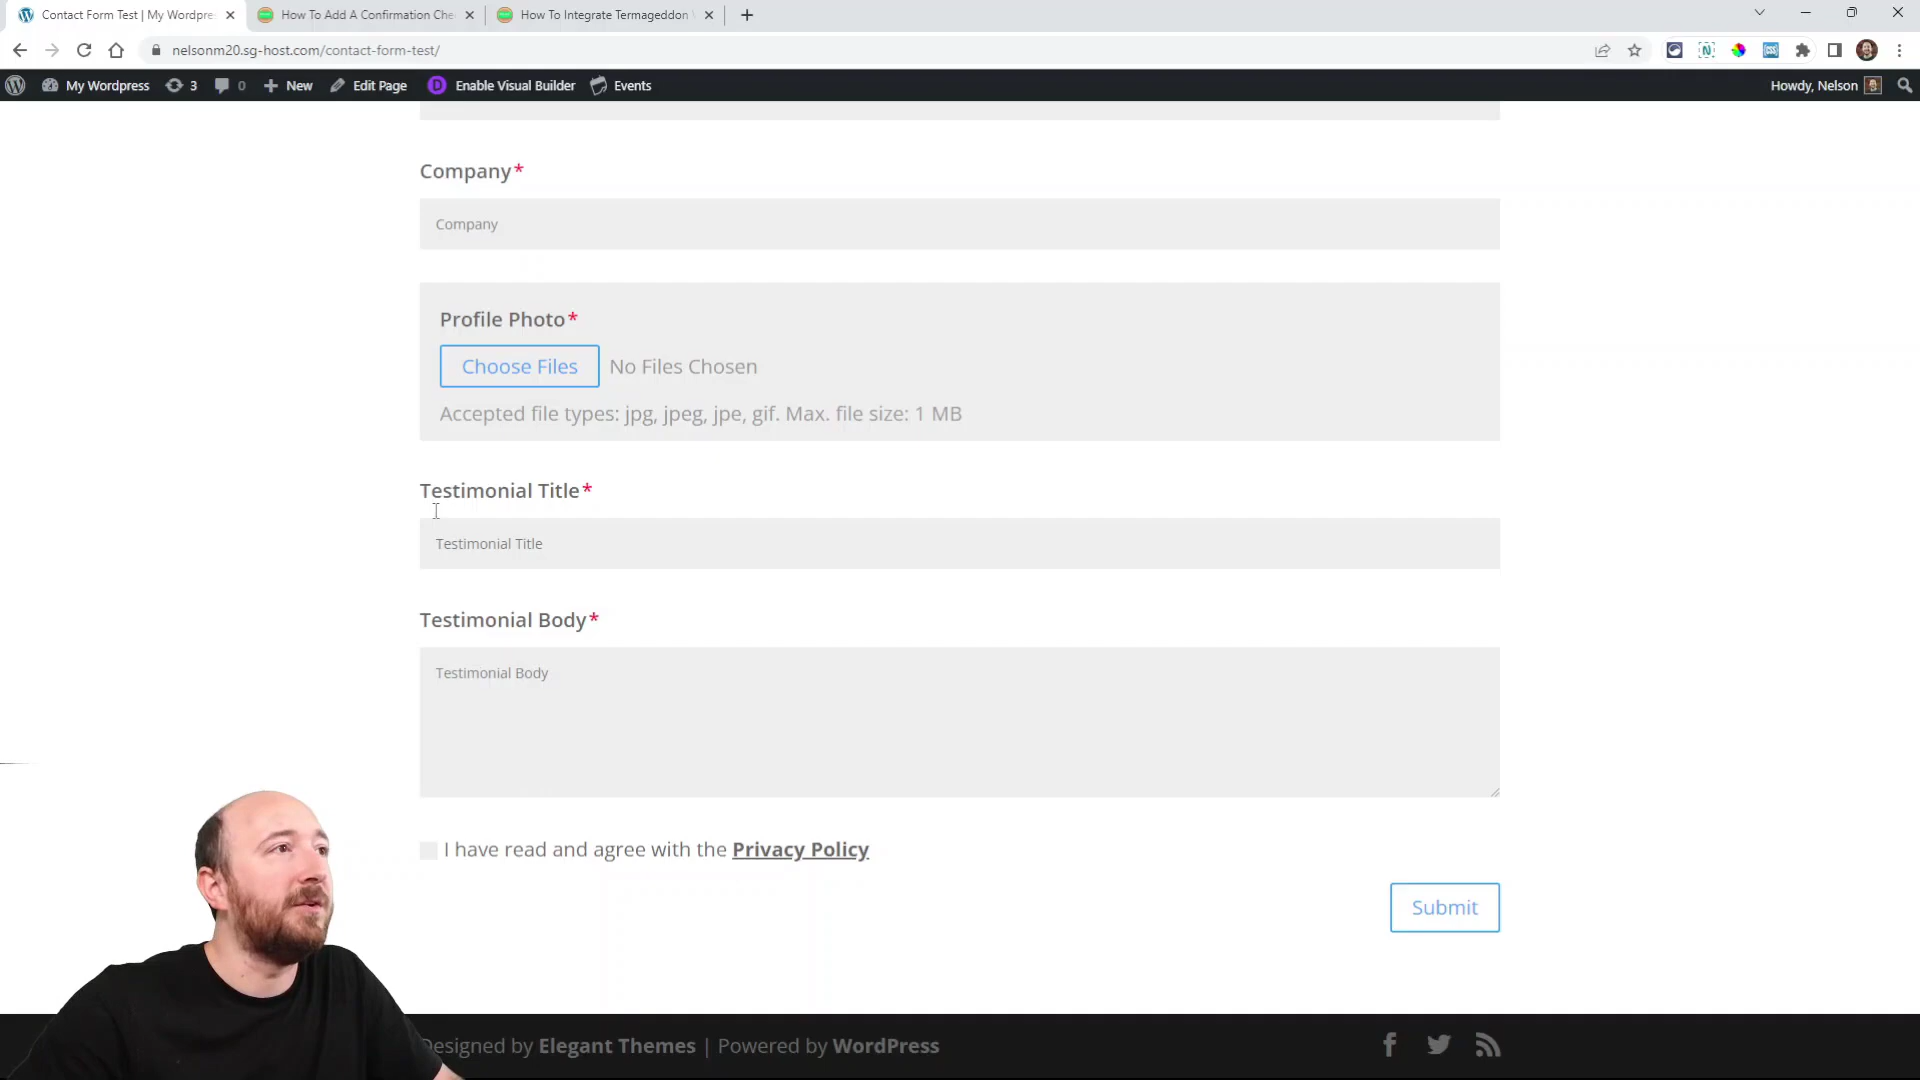 Contact Form Test | My Wordpre
How To Add A Confirmation Che
How To Integrate Termageddon
nelsonm20.sg-host.com/contact-form-test/
My Wordpress 3 0 New Edit Page Enable Visual Builder Events Howdy, Nelson
Company*
Company
Profile Photo*
Choose Files No Files Chosen
Accepted file types: jpg, jpeg, jpe, gif. Max. file size: 1 MB
Testimonial Title*
Testimonial Title
Testimonial Body*
Testimonial Body
I have read and agree with the Privacy Policy
Submit
Designed by Elegant Themes | Powered by WordPress